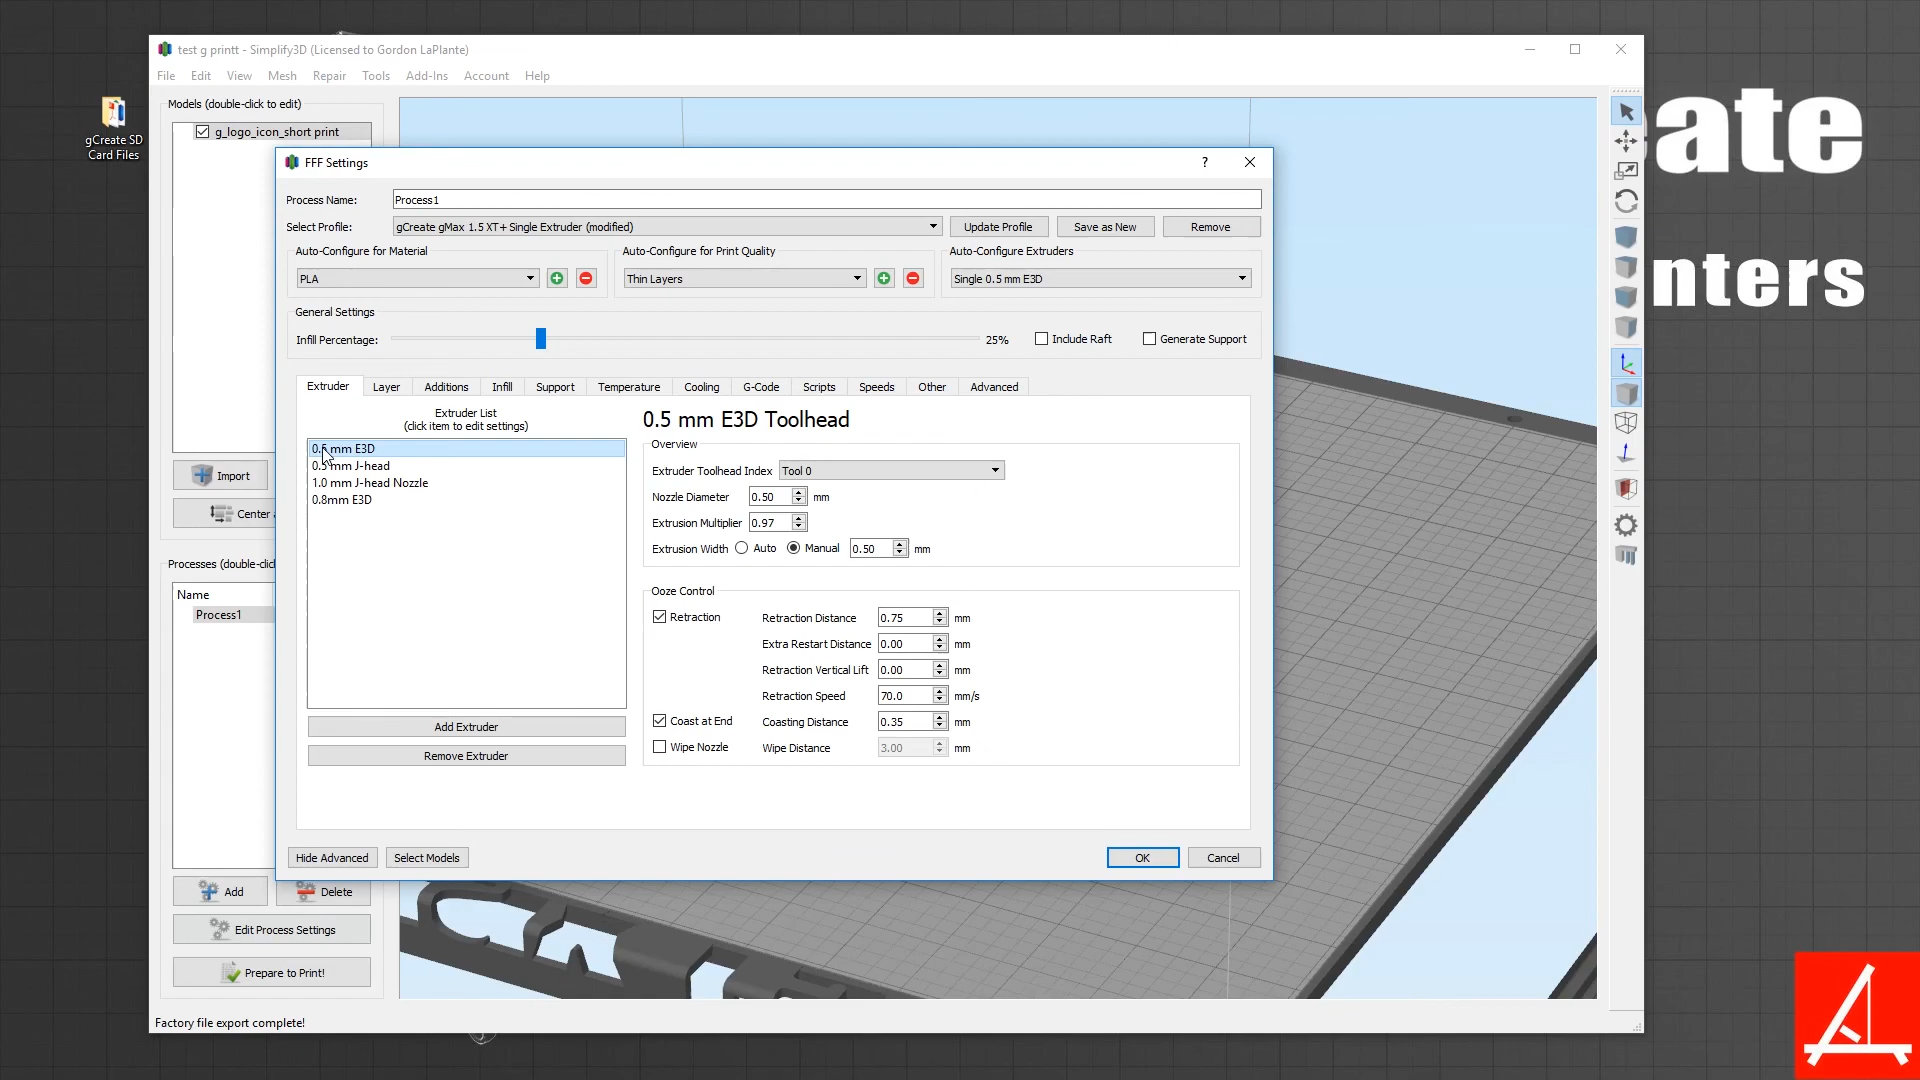 test g printt - Simplify3D (Licensed to Gordon LaPlante)
File Edit View Mesh Repair Tools Add-Ins Account Help
Models (double-click to edit)
g_logo_icon_short print
gCreate SD
Card Files
ate
nters
FFF Settings
?
Process Name: Process1
Select Profile: gCreate gMax 1.5 XT+ Single Extruder (modified) Update Profile Save as New Remove
Auto-Configure for Material Auto-Configure for Print Quality Auto-Configure Extruders
PLA Thin Layers Single 0.5 mm E3D
General Settings
Infill Percentage: 25% Include Raft Generate Support
Extruder Layer Additions Infill Support Temperature Cooling G-Code Scripts Speeds Other Advanced
Extruder List
(click item to edit settings)
0.5 mm E3D
0.5 mm J-head
1.0 mm J-head Nozzle
0.8mm E3D
Add Extruder
Remove Extruder
0.5 mm E3D Toolhead
Overview
Extruder Toolhead Index Tool 0
Nozzle Diameter 0.50 mm
Extrusion Multiplier 0.97
Extrusion Width Auto Manual 0.50 mm
Ooze Control
Retraction Retraction Distance 0.75 mm
Extra Restart Distance 0.00 mm
Retraction Vertical Lift 0.00 mm
Retraction Speed 70.0 mm/s
Coast at End Coasting Distance 0.35 mm
Wipe Nozzle Wipe Distance 3.00 mm
Hide Advanced Select Models OK Cancel
Import
Center
Processes (double-clic
Name
Process1
Add Delete
Edit Process Settings
Prepare to Print!
Factory file export complete!